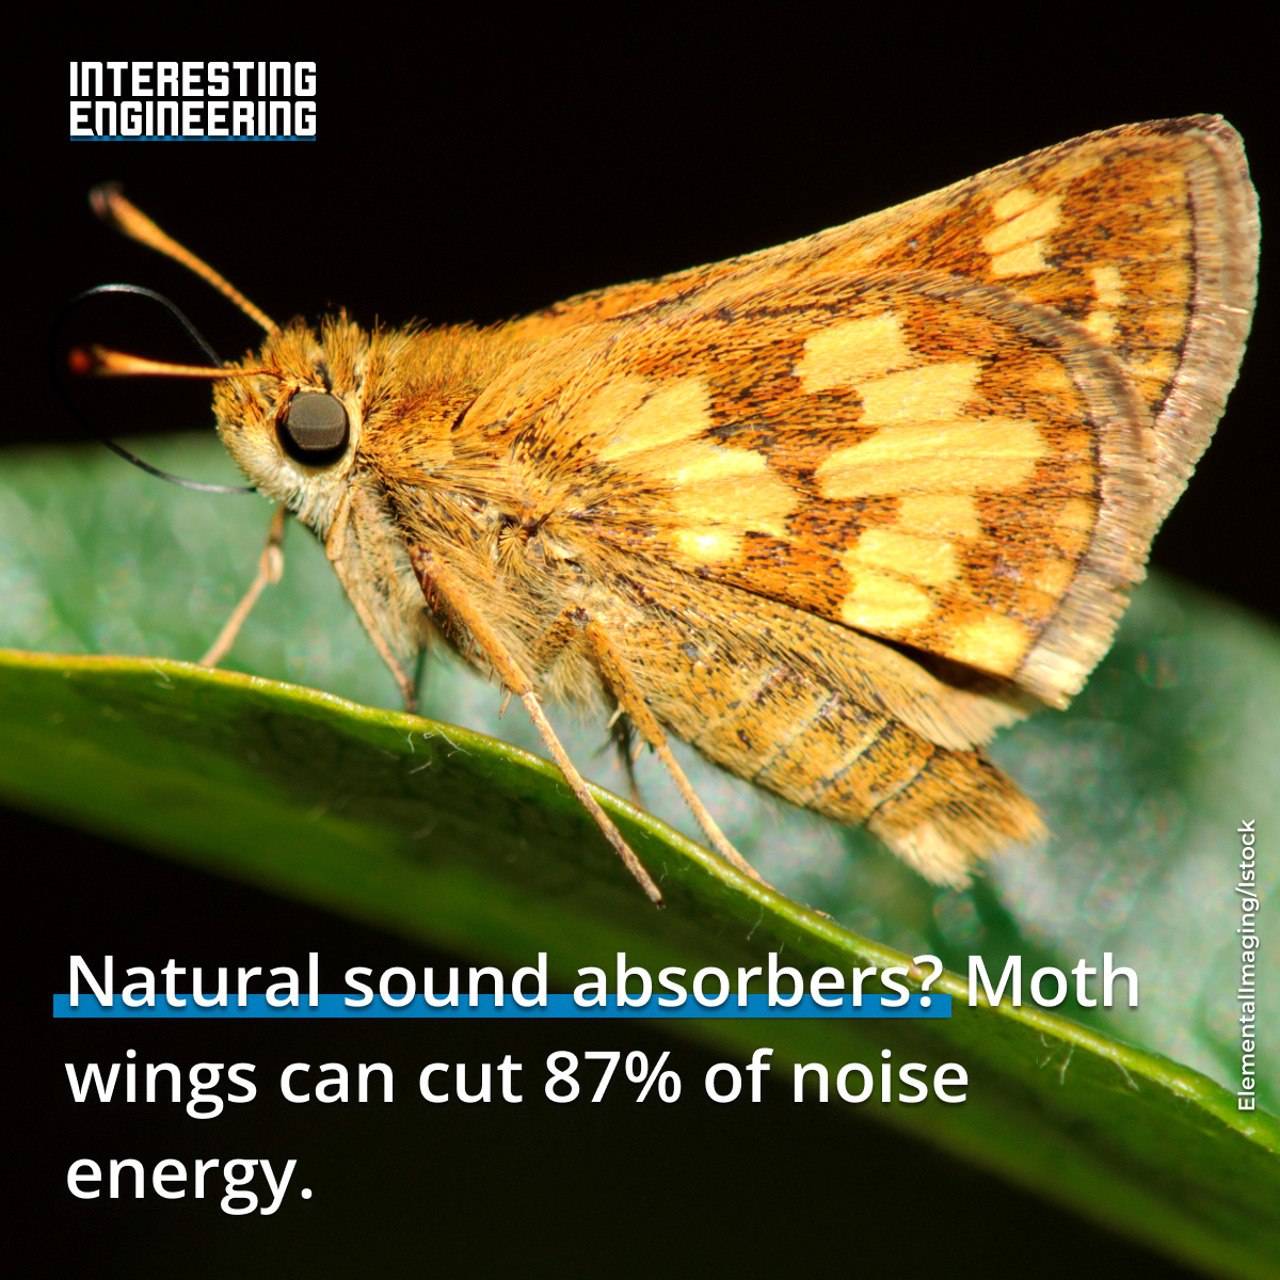 INTERESTING
ENGINEERING
Natural sound absorbers? Moth
wings can cut 87% of noise
energy.
ElementalImaging/Istock